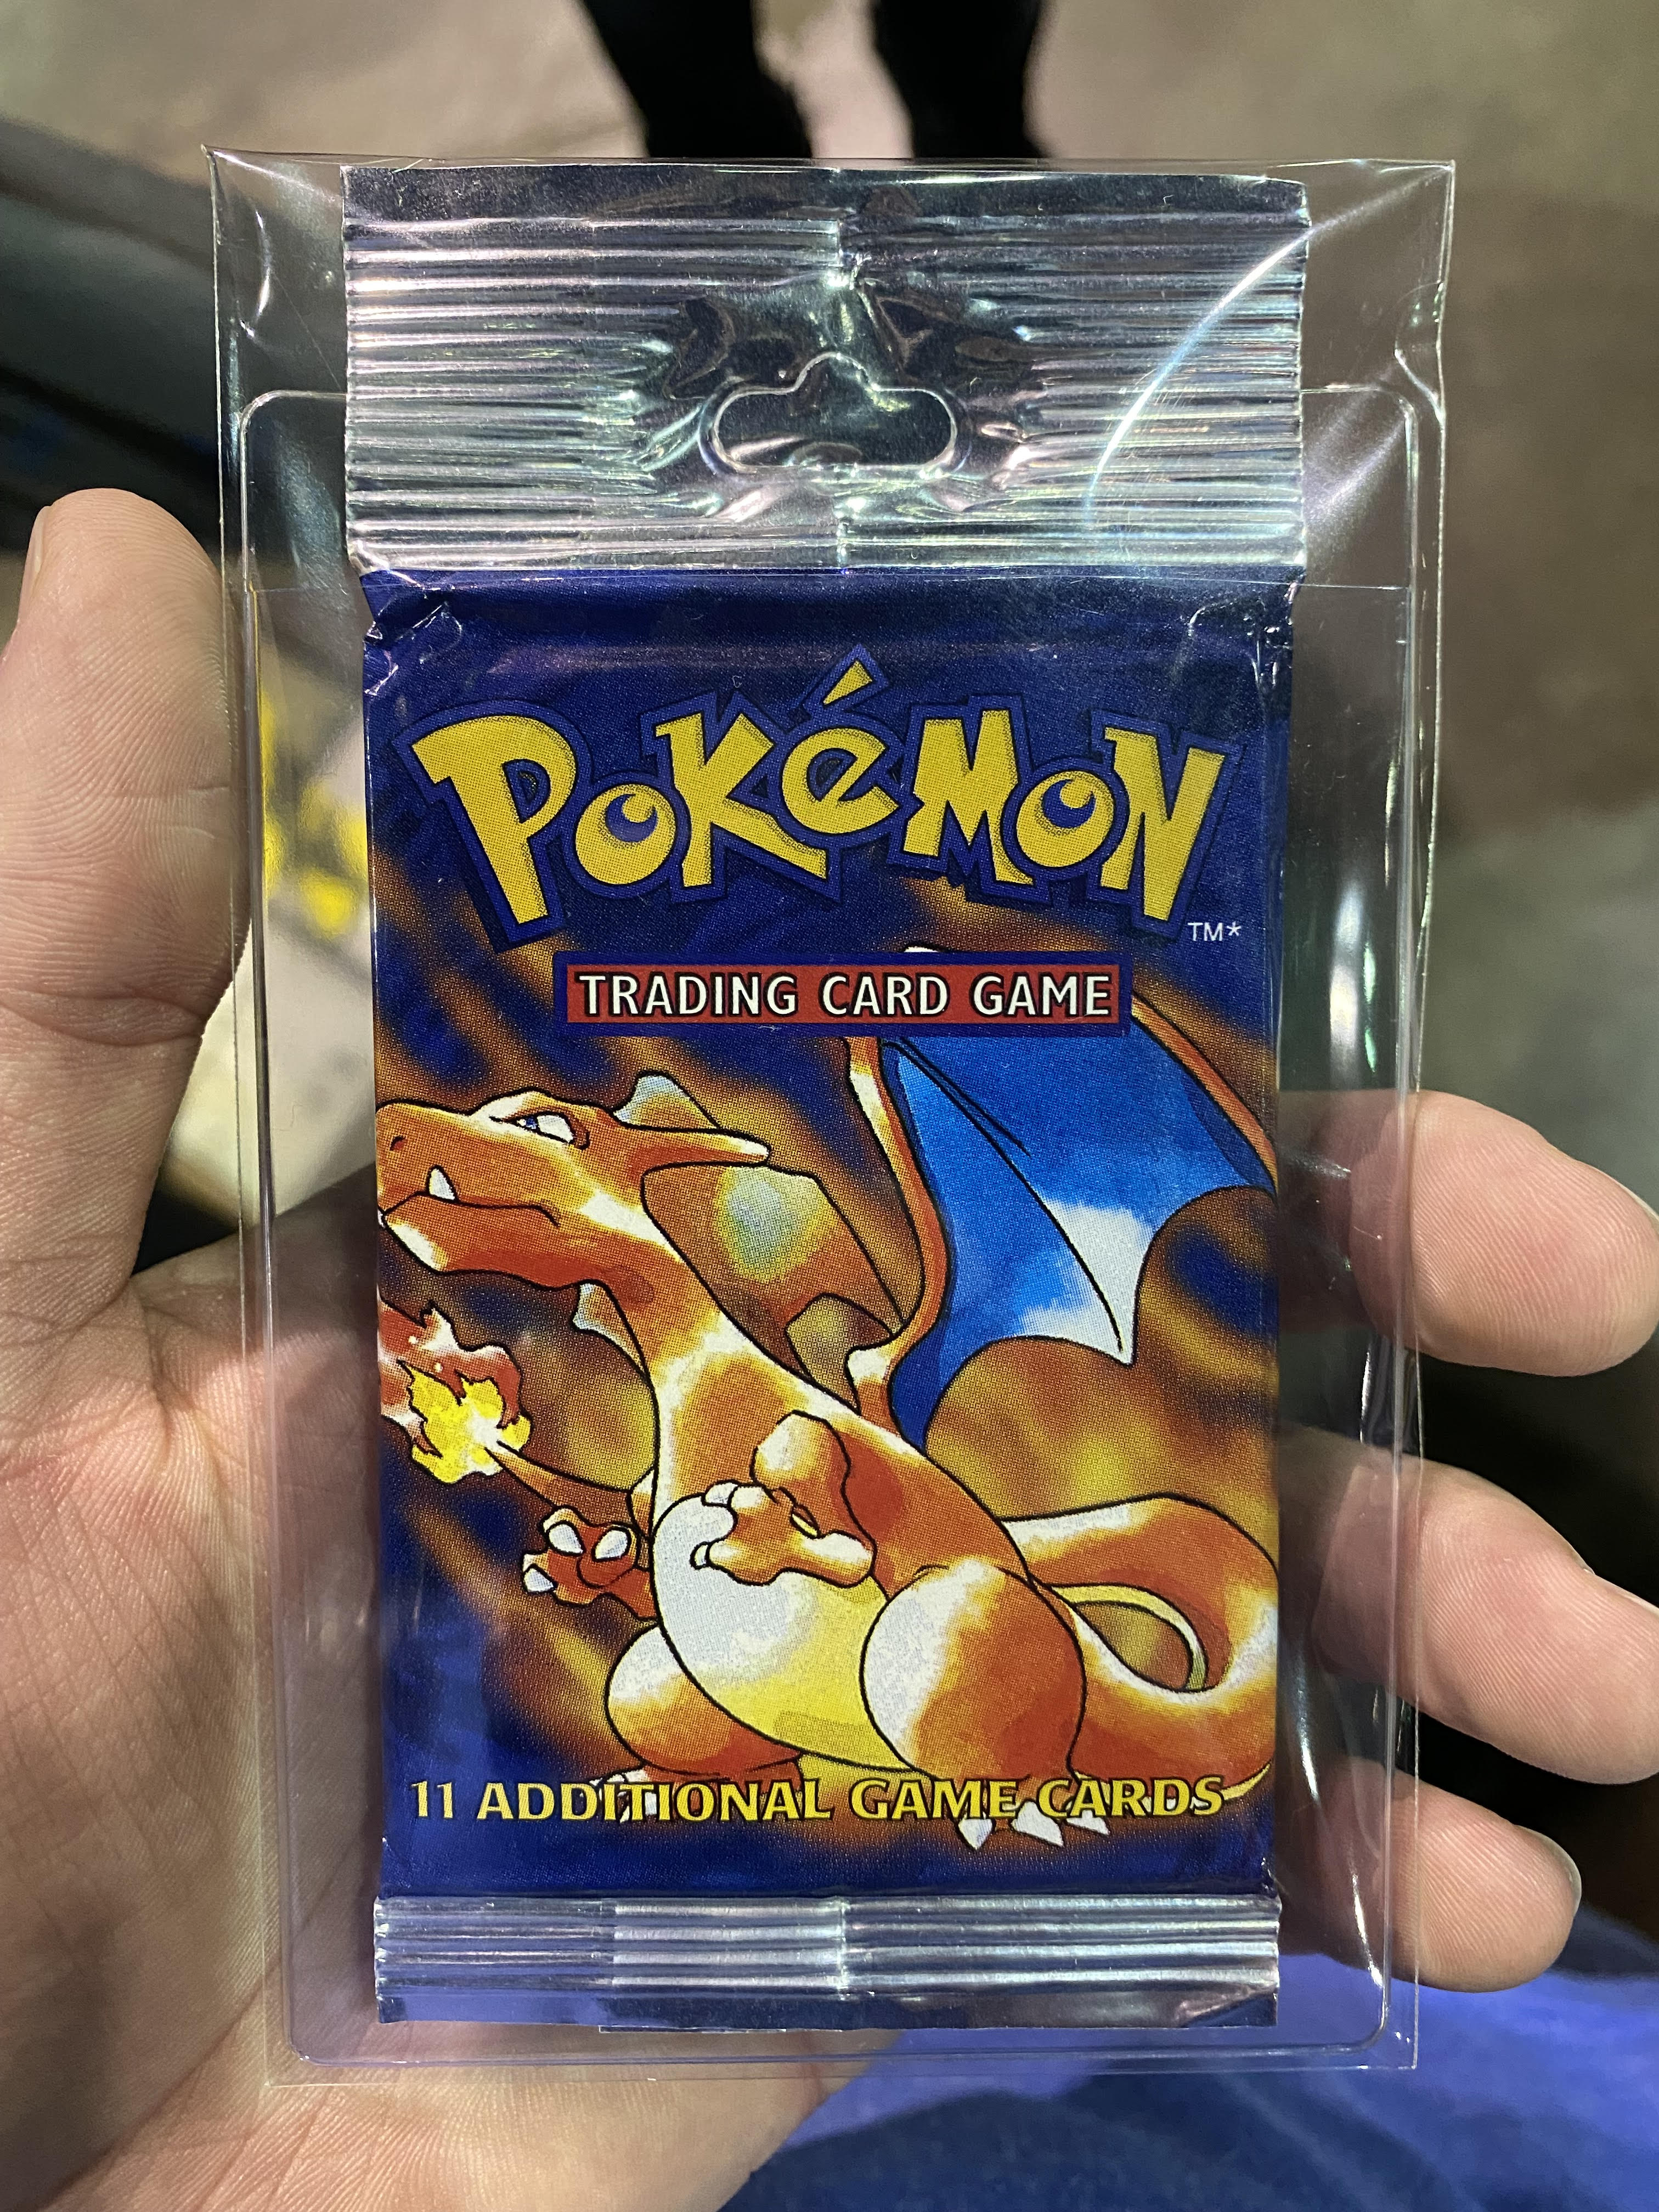 POKéMON
TM*
TRADING CARD GAME
11 ADDITIONAL GAME CARDS